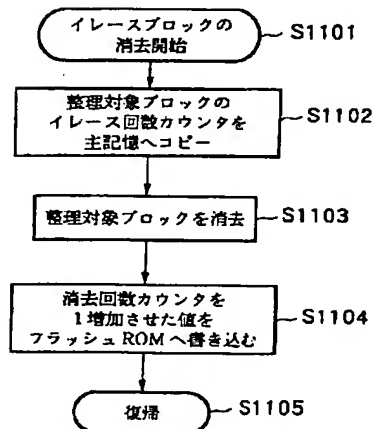 イレースブロックの
消去開始
S1101
整理対象ブロックの
イレース回数カウンタを
主記憶へコピー
S1102
整理対象ブロックを消去
S1103
消去回数カウンタを
1増加させた値を
フラッシュROMへ書き込む
S1104
復帰
S1105